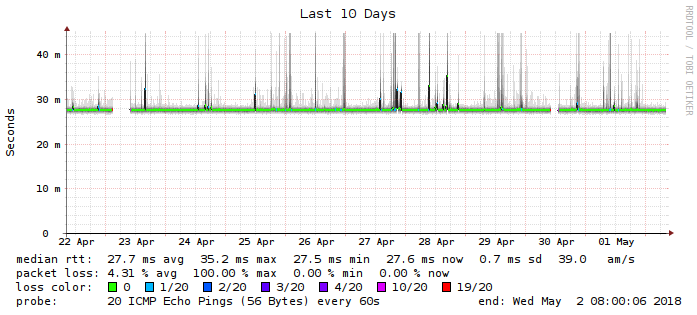 Last 10 Days
RRDTOOL / TOBI OETIKER
Seconds
40 m
30 m
20 m
10 m
0
22 Apr 23 Apr 24 Apr 25 Apr 26 Apr 27 Apr 28 Apr 29 Apr 30 Apr 01 May
median rtt: 27.7 ms avg 35.2 ms max 27.5 ms min 27.6 ms now 0.7 ms sd 39.0 am/s
packet loss: 4.31 % avg 100.00 % max 0.00 % min 0.00 % now
loss color: 0 1/20 2/20 3/20 4/20 10/20 19/20
probe: 20 ICMP Echo Pings (56 Bytes) every 60s end: Wed May 2 08:00:06 2018